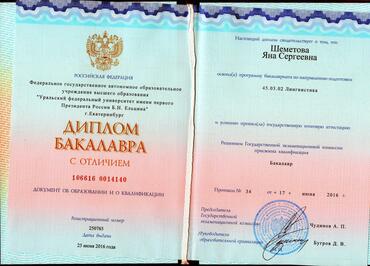 РОССИЙСКАЯ ФЕДЕРАЦИЯ
Федеральное государственное автономное образовательное
учреждение высшего образования
"Уральский федеральный университет имени первого
Президента России Б.Н. Ельцина"
г.Екатеринбург
ДИПЛОМ
БАКАЛАВРА
С ОТЛИЧИЕМ
106616 0014140
ДОКУМЕНТ ОБ ОБРАЗОВАНИИ И О КВАЛИФИКАЦИИ
Регистрационный номер
250785
Дата выдачи
25 июня 2016 года
Настоящий диплом свидетельствует о том, что
Шеметова
Яна Сергеевна
освоил(а) программу бакалавриата по направлению подготовки
45.03.02 Лингвистика
и успешно прошел(ла) государственную итоговую аттестацию
Решением Государственной экзаменационной комиссии
присвоена квалификация
Бакалавр
Протокол № 34 от « 17 » июня 2016 г.
Председатель
Государственной
экзаменационной комиссии Чудинов А. П.
Руководитель
образовательной организации Бугров Д. В.